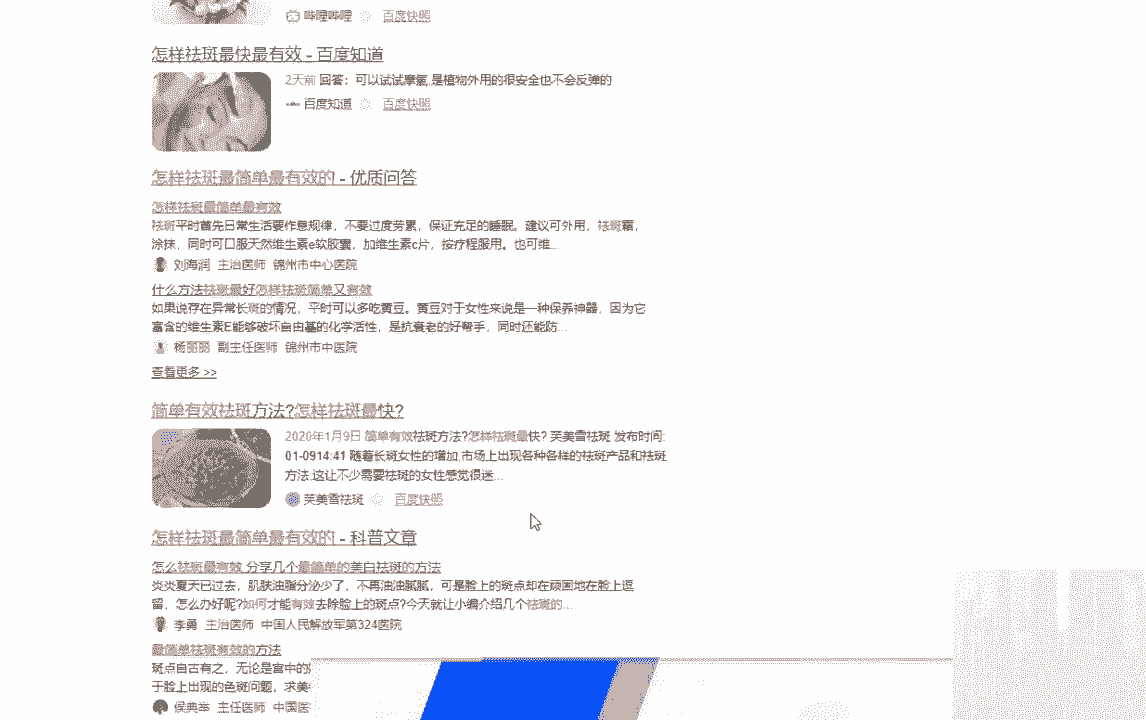 哔哩哔哩 百度快照
怎样祛斑最快最有效 - 百度知道
2天前 回答：可以试试摩氫,是植物外用的很安全也不会反弹的
百度知道 百度快照
怎样祛斑最简单最有效的 - 优质问答
怎样祛斑最简单最有效
祛斑平时首先日常生活要作息规律，不要过度劳累，保证充足的睡眠。建议可外用，祛斑霜，
涂抹，同时可口服天然维生素e软胶囊，加维生素c片，按疗程服用。也可维...
刘海润 主治医师 锦州市中心医院
什么方法祛斑最好怎样祛斑简单又有效
如果说存在异常长斑的情况，平时可以多吃黄豆。黄豆对于女性来说是一种保养神器，因为它
富含的维生素E能够破坏自由基的化学活性，是抗衰老的好帮手，同时还能防...
杨丽丽 副主任医师 锦州市中医院
查看更多 >>
简单有效祛斑方法?怎样祛斑最快?
2020年1月9日 简单有效祛斑方法?怎样祛斑最快? 芙美雪祛斑 发布时间:
01-0914:41 随着长斑女性的增加,市场上出现各种各样的祛斑产品和祛斑
方法.这让不少需要祛斑的女性感觉很迷...
芙美雪祛斑 百度快照
怎样祛斑最简单最有效的 - 科普文章
怎么祛斑最有效 分享几个最简单的美白祛斑的方法
炎炎夏天已过去，肌肤油脂分泌少了，不再油油腻腻，可是脸上的斑点却在顽固地在脸上逗
留，怎么办好呢?如何才能有效去除脸上的斑点?今天就让小编介绍几个祛斑的...
李勇 主治医师 中国人民解放军第324医院
最简单祛斑有效的方法
斑点自古有之，无论是宫中的
于脸上出现的色斑问题，求美
侯典举 主任医师 中国医